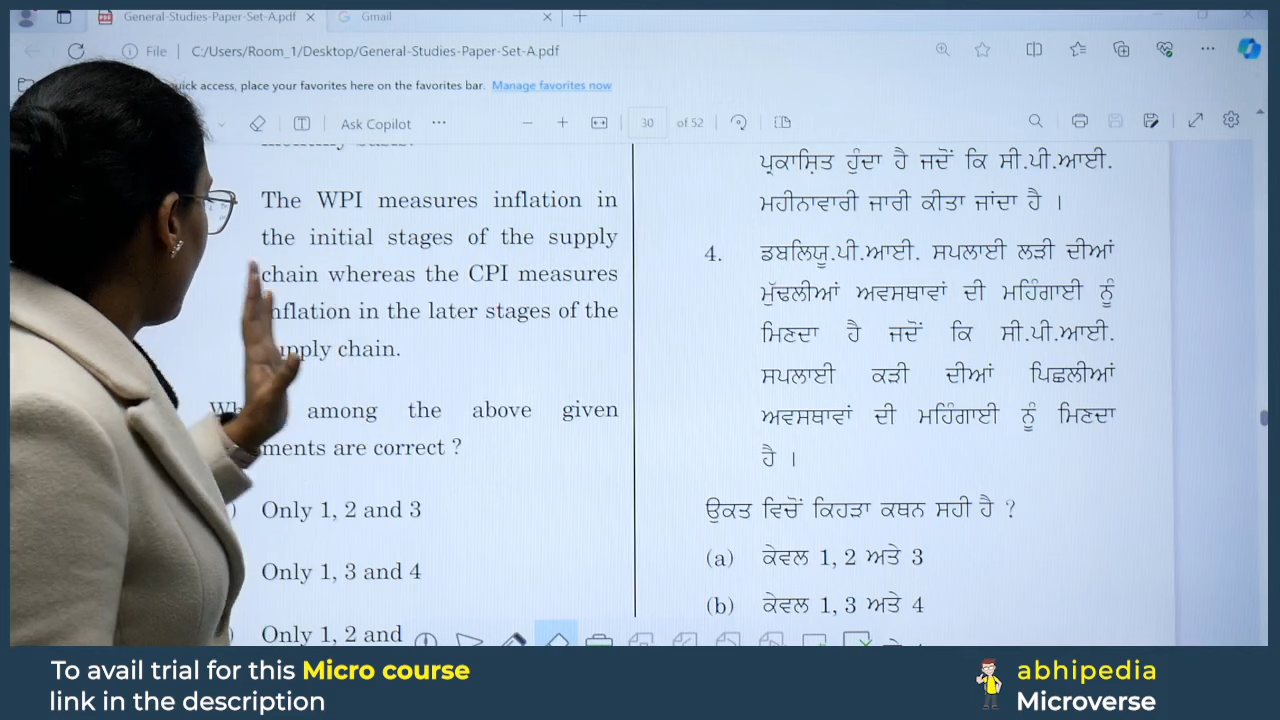 General-Studies-Paper-Set-A.pdf
Gmail
File
C:/Users/Room_1/Desktop/General-Studies-Paper-Set-A.pdf
quick access, place your favorites here on the favorites bar. Manage favorites now
Ask Copilot
30 of 52
The WPI measures inflation in
the initial stages of the supply
chain whereas the CPI measures
inflation in the later stages of the
supply chain.
among the above given
ments are correct ?
Only 1, 2 and 3
Only 1, 3 and 4
Only 1, 2 and
ਪ੍ਰਕਾਸ਼ਿਤ ਹੁੰਦਾ ਹੈ ਜਦੋਂ ਕਿ ਸੀ.ਪੀ.ਆਈ.
ਮਹੀਨਾਵਾਰੀ ਜਾਰੀ ਕੀਤਾ ਜਾਂਦਾ ਹੈ ।
4. ਡਬਲਿਯੂ.ਪੀ.ਆਈ. ਸਪਲਾਈ ਲੜੀ ਦੀਆਂ
ਮੁੱਢਲੀਆਂ ਅਵਸਥਾਵਾਂ ਦੀ ਮਹਿੰਗਾਈ ਨੂੰ
ਮਿਣਦਾ ਹੈ ਜਦੋਂ ਕਿ ਸੀ.ਪੀ.ਆਈ.
ਸਪਲਾਈ ਕੜੀ ਦੀਆਂ ਪਿਛਲੀਆਂ
ਅਵਸਥਾਵਾਂ ਦੀ ਮਹਿੰਗਾਈ ਨੂੰ ਮਿਣਦਾ
ਹੈ ।
ਉਕਤ ਵਿਚੋਂ ਕਿਹੜਾ ਕਥਨ ਸਹੀ ਹੈ ?
(a) ਕੇਵਲ 1, 2 ਅਤੇ 3
(b) ਕੇਵਲ 1, 3 ਅਤੇ 4
To avail trial for this Micro course
link in the description
abhipedia
Microverse